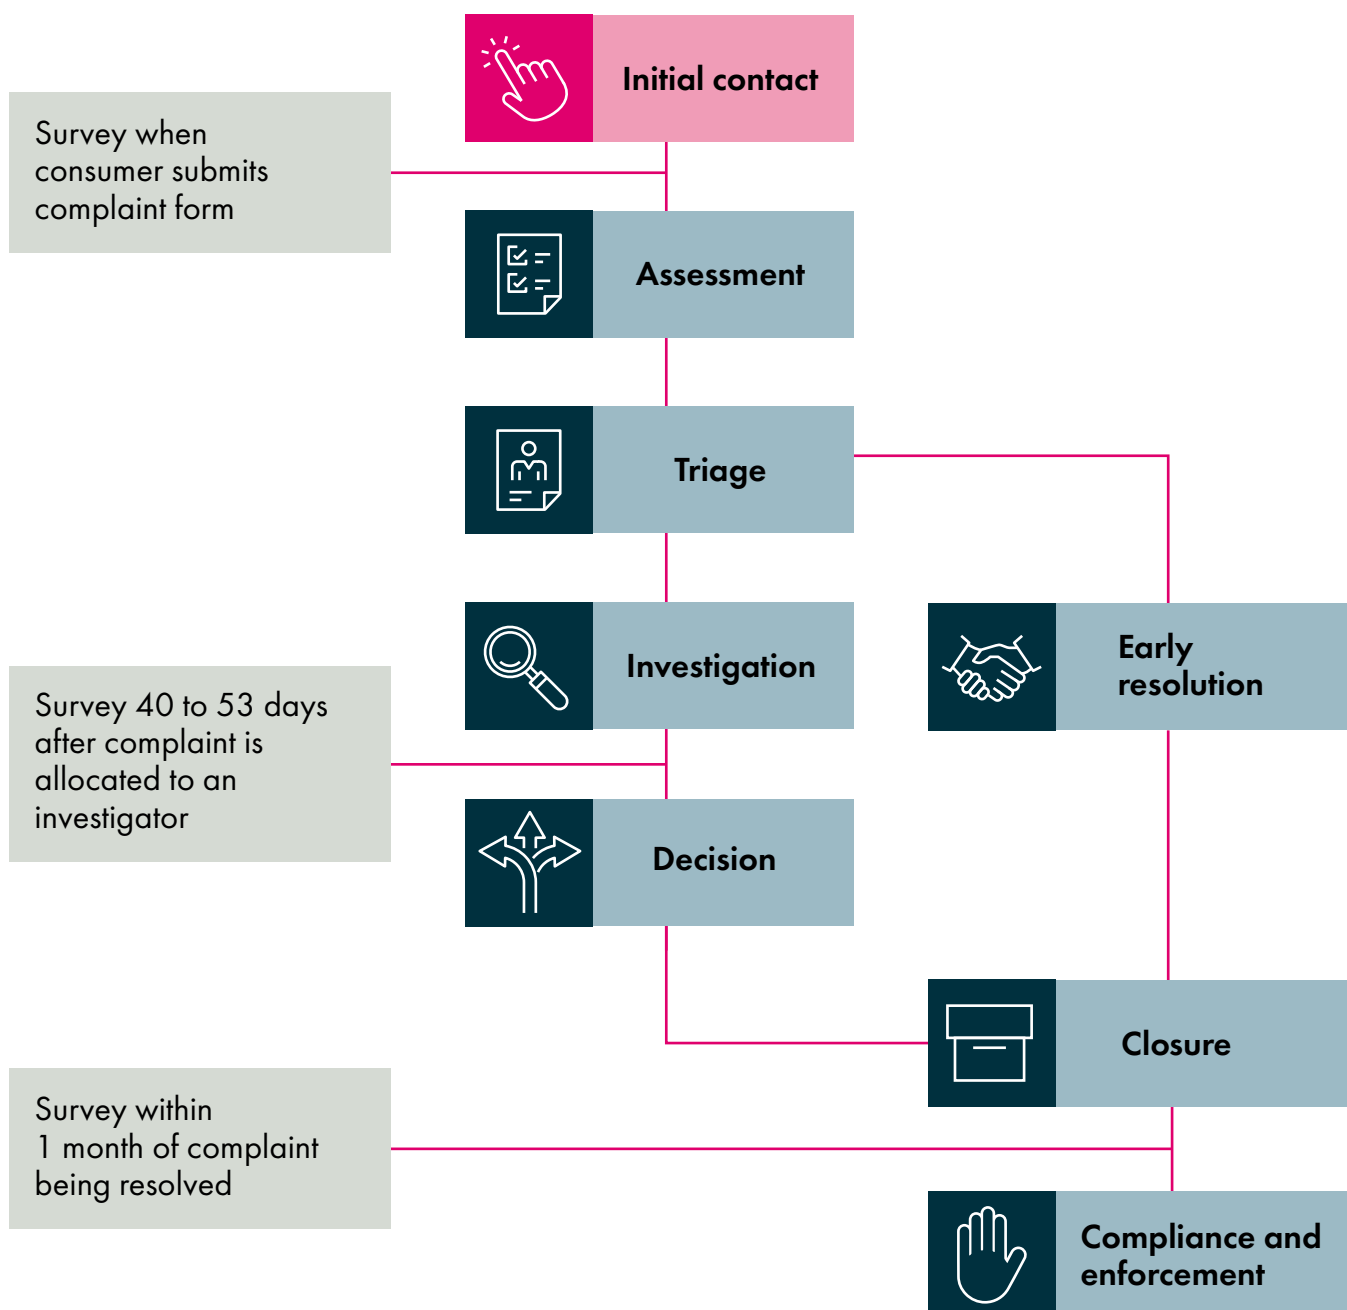 Initial contact
Survey when
consumer submits
complaint form
Assessment
Triage
Investigation
Early
resolution
Survey 40 to 53 days
after complaint is
allocated to an
investigator
Decision
Closure
Survey within
1 month of complaint
being resolved
Compliance and
enforcement